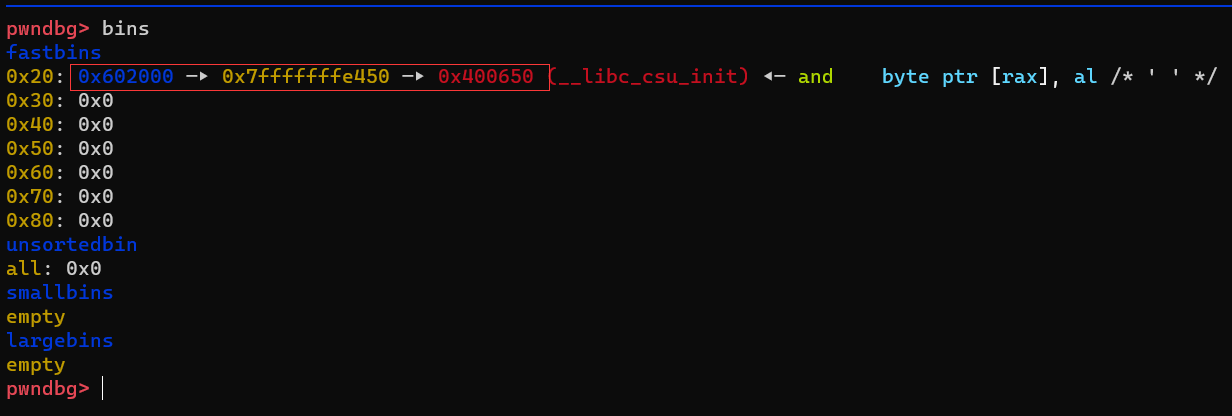 pwndbg> bins
fastbins
0x20: 0x602000 —▸ 0x7fffffffe450 —▸ 0x400650 (__libc_csu_init) ◂— and    byte ptr [rax], al /* ' ' */
0x30: 0x0
0x40: 0x0
0x50: 0x0
0x60: 0x0
0x70: 0x0
0x80: 0x0
unsortedbin
all: 0x0
smallbins
empty
largebins
empty
pwndbg>